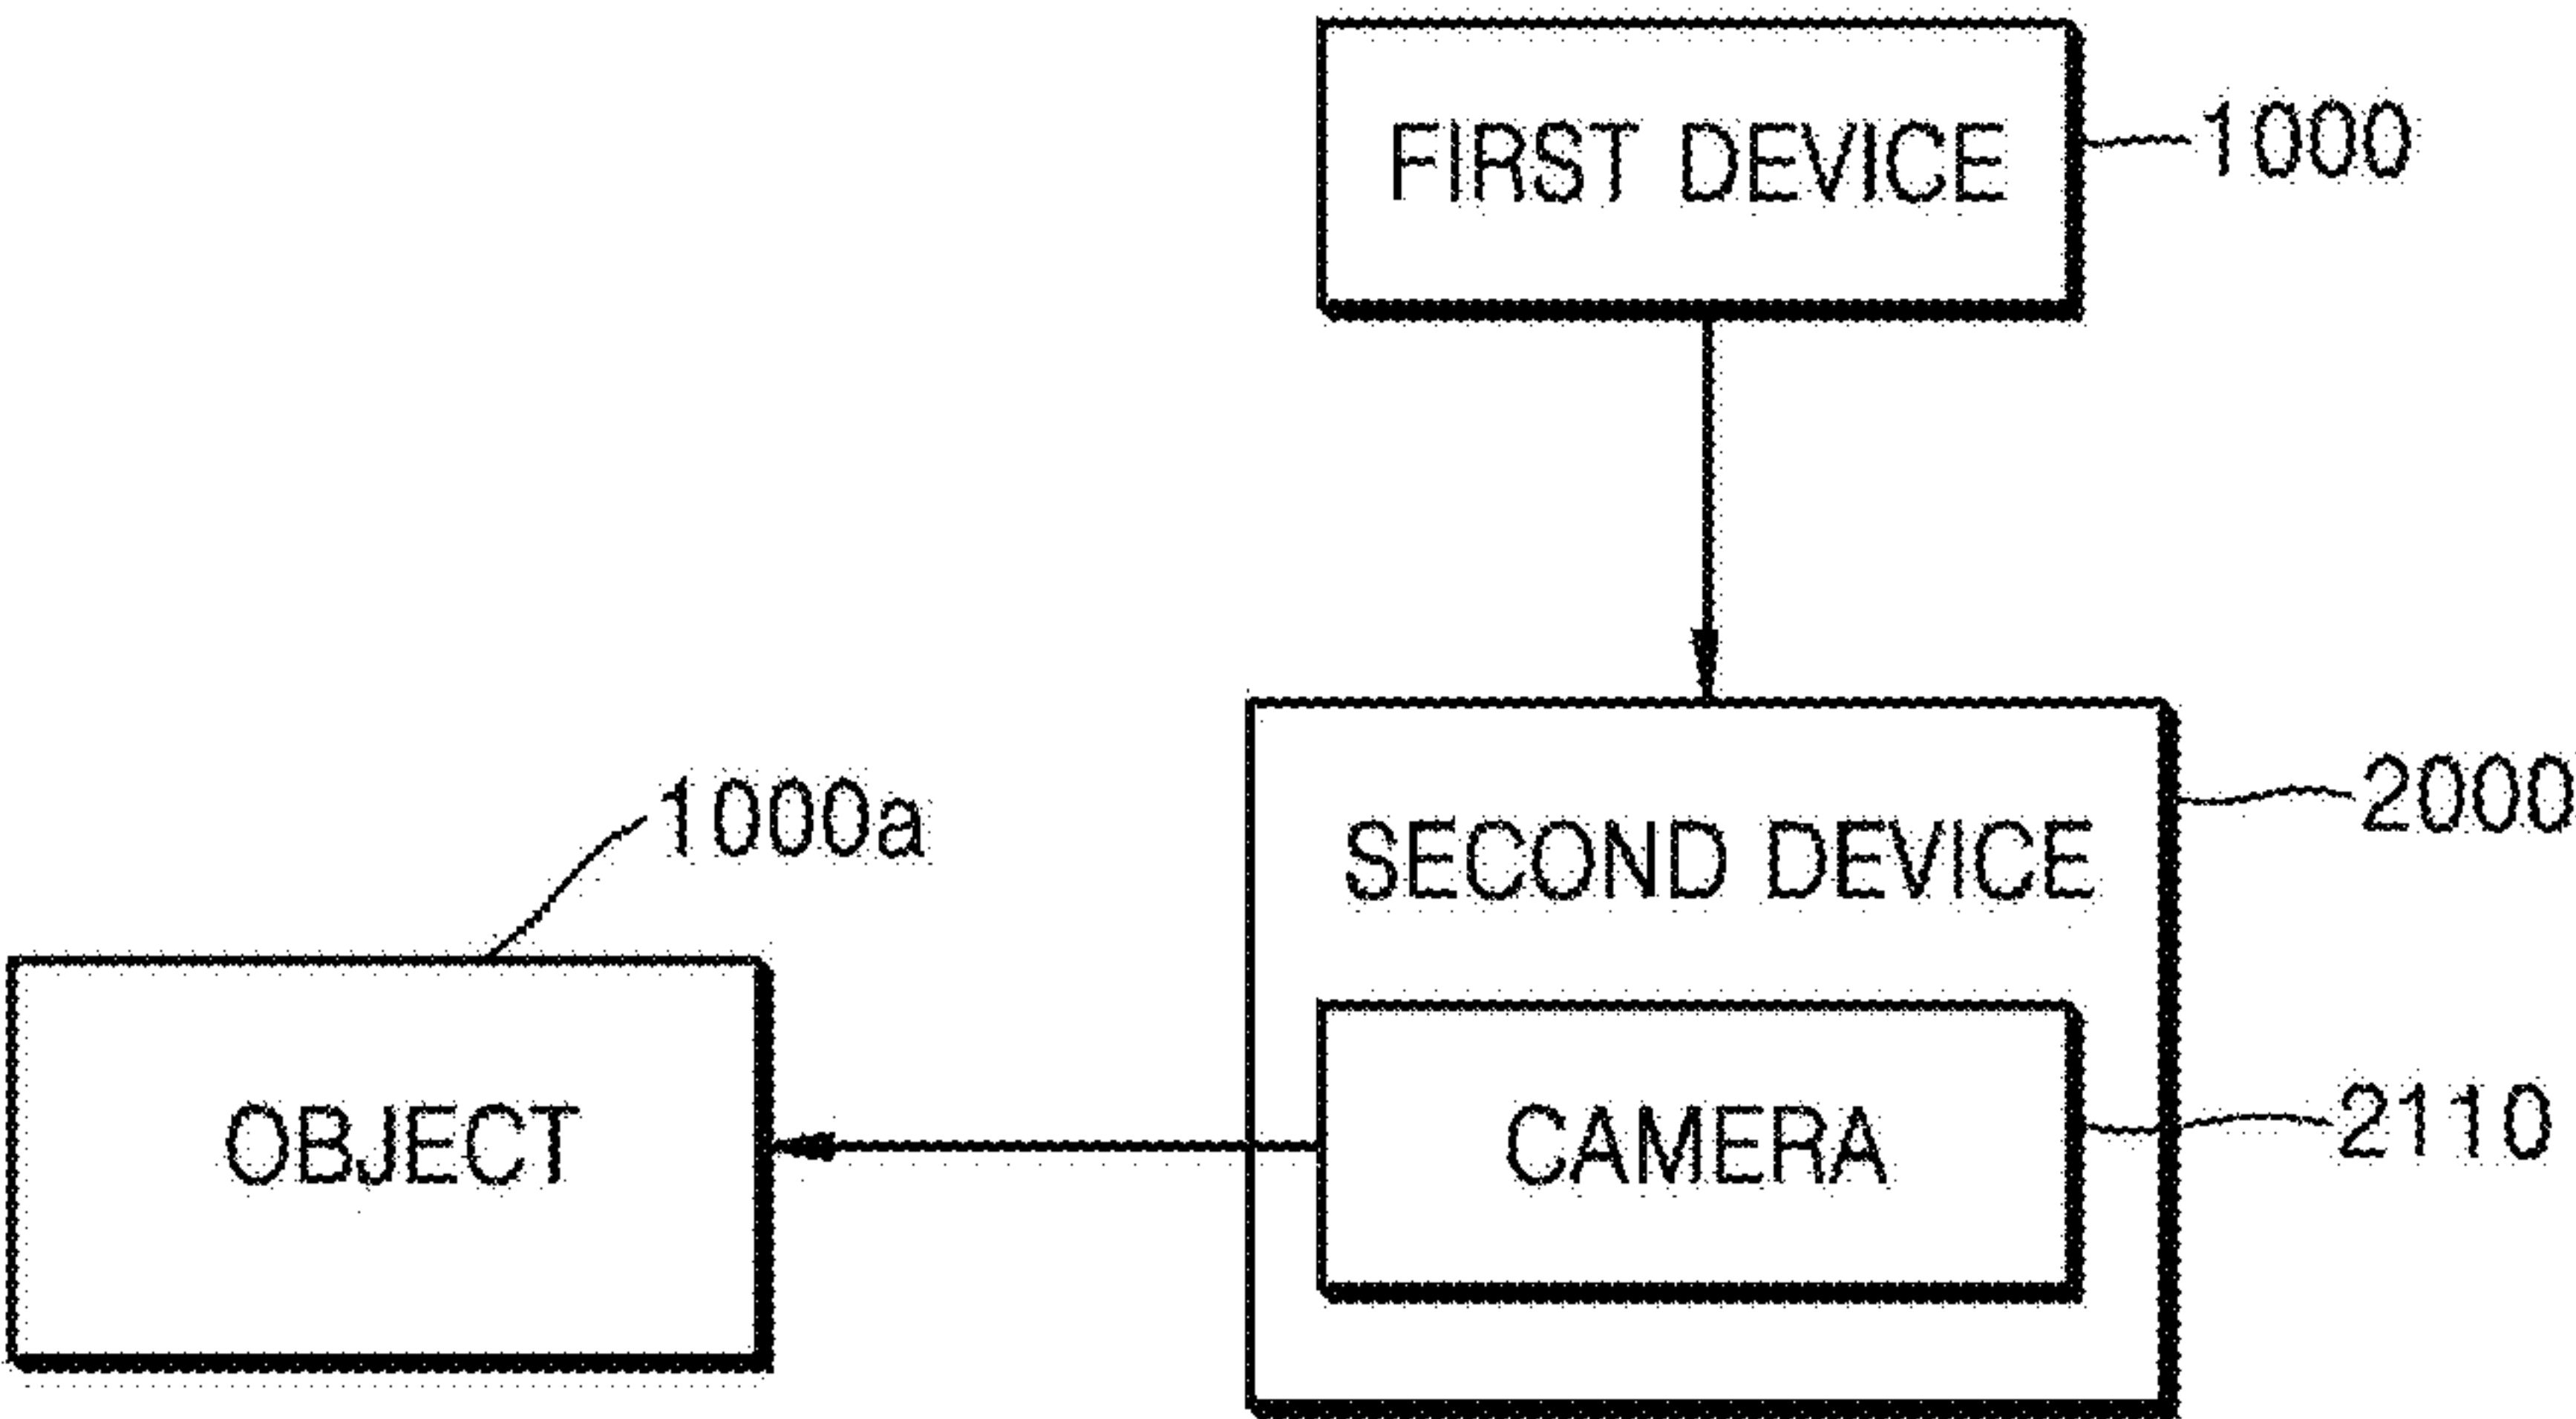 FIRST DEVICE
1000
1000a
2000
SECOND DEVICE
OBJECT
CAMERA
2110